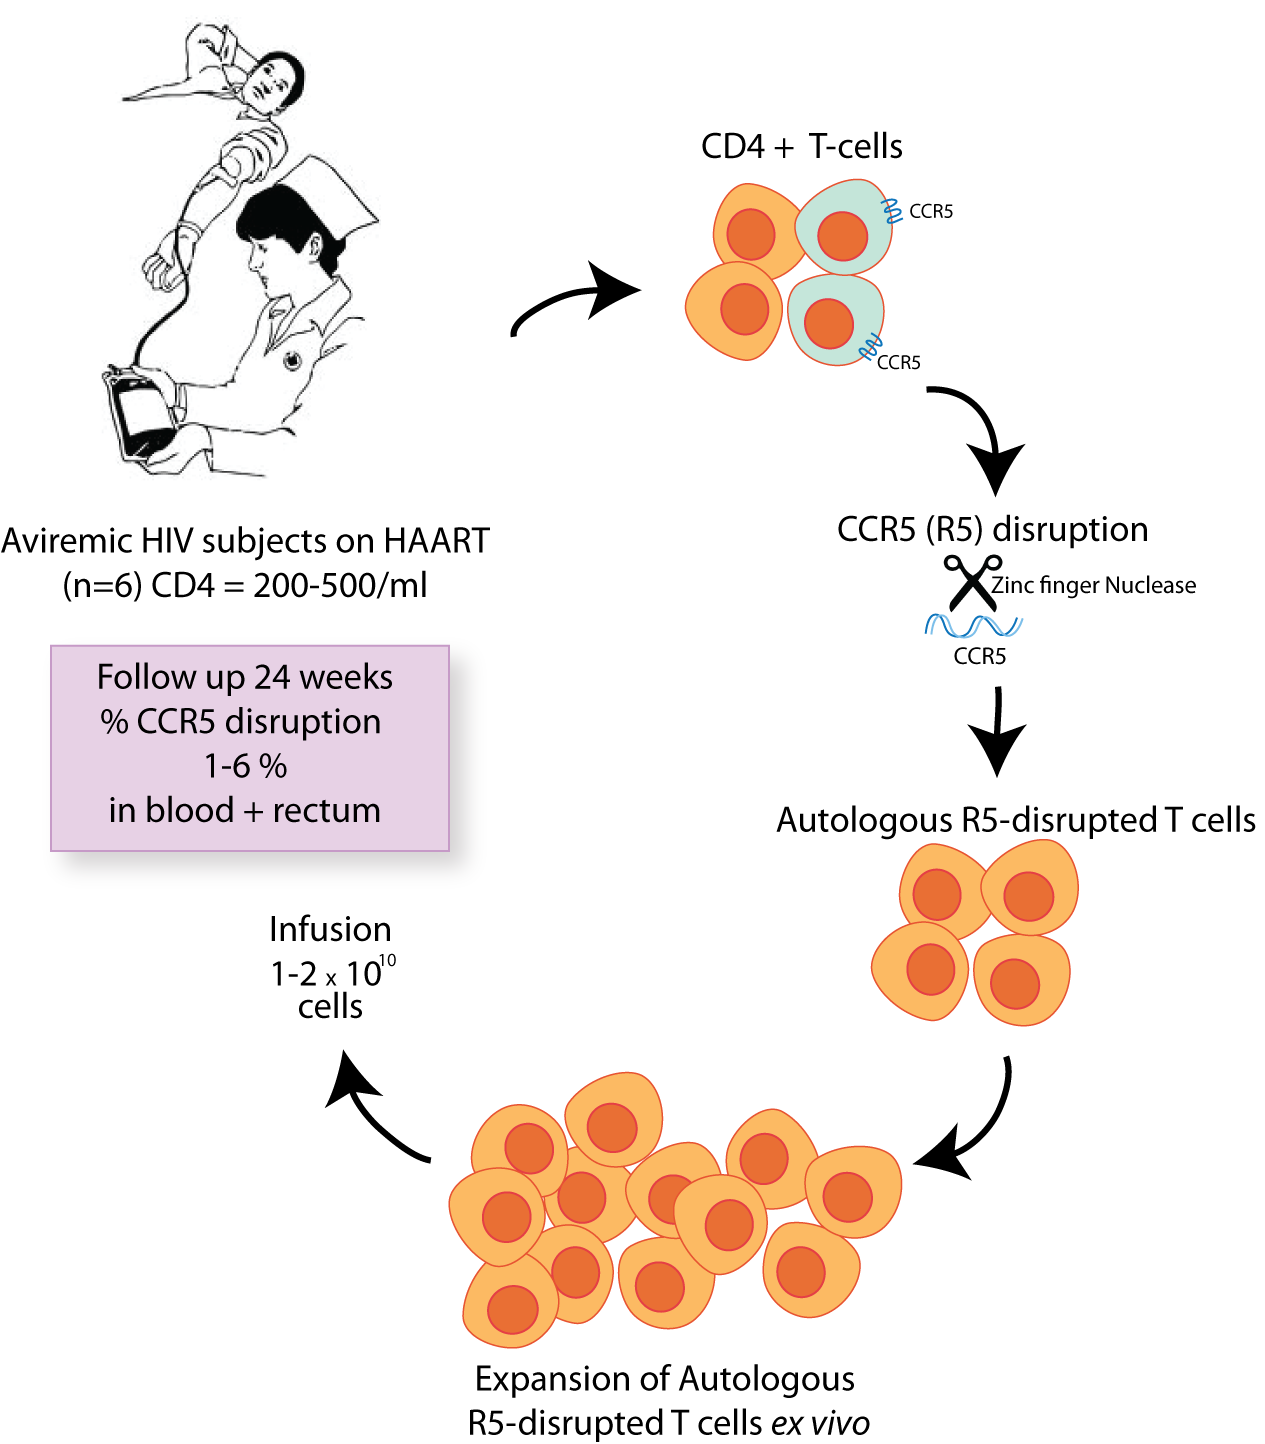 CD4 + T-cells
CCR5
CCR5
CCR5 (R5) disruption
Zinc finger Nuclease
CCR5
Autologous R5-disrupted T cells
Expansion of Autologous
R5-disrupted T cells ex vivo
Infusion
1-2 x 10¹⁰
cells
Aviremic HIV subjects on HAART
(n=6) CD4 = 200-500/ml
Follow up 24 weeks
% CCR5 disruption
1-6 %
in blood + rectum